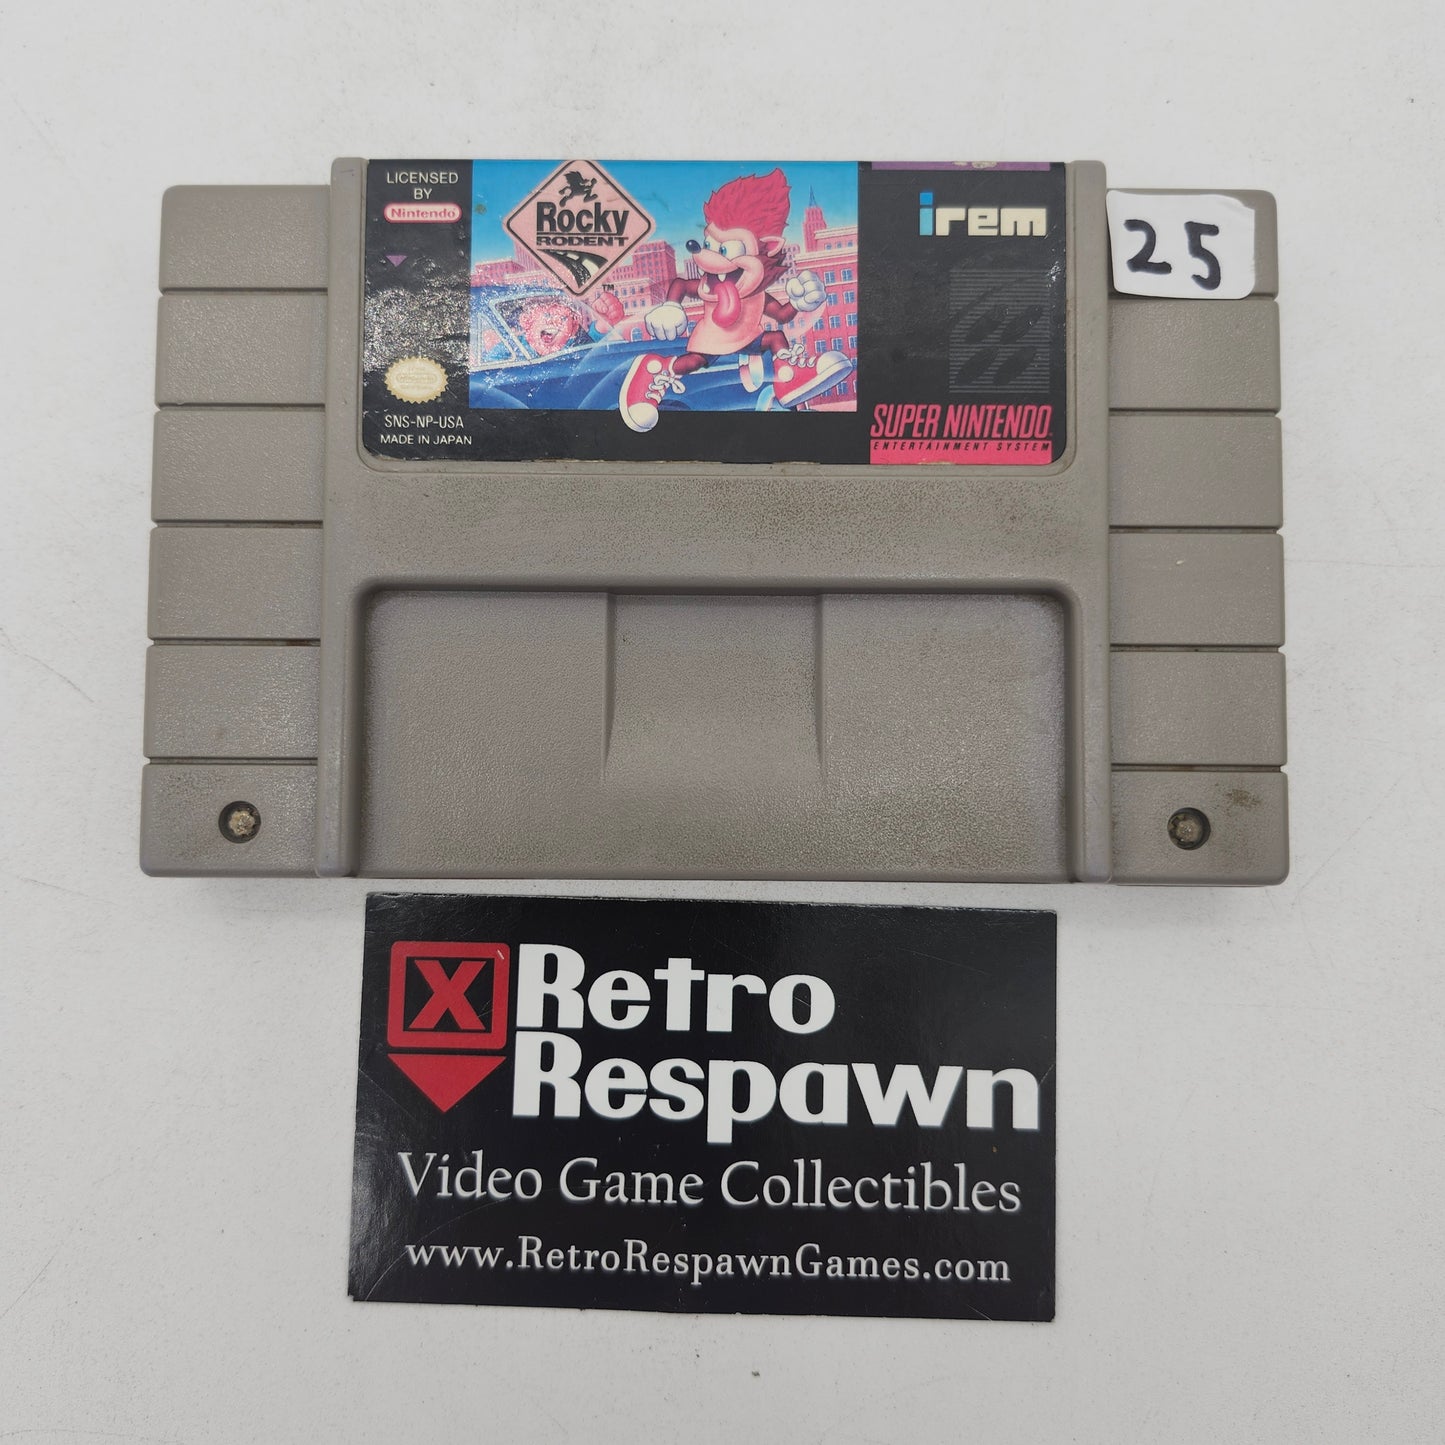 LICENSED
BY
Nintendo
Rocky
RODENT
TM
irem
25
SNS-NP-USA
MADE IN JAPAN
SUPER NINTENDO
ENTERTAINMENT SYSTEM
X Retro
Respawn
Video Game Collectibles
www.RetroRespawnGames.com